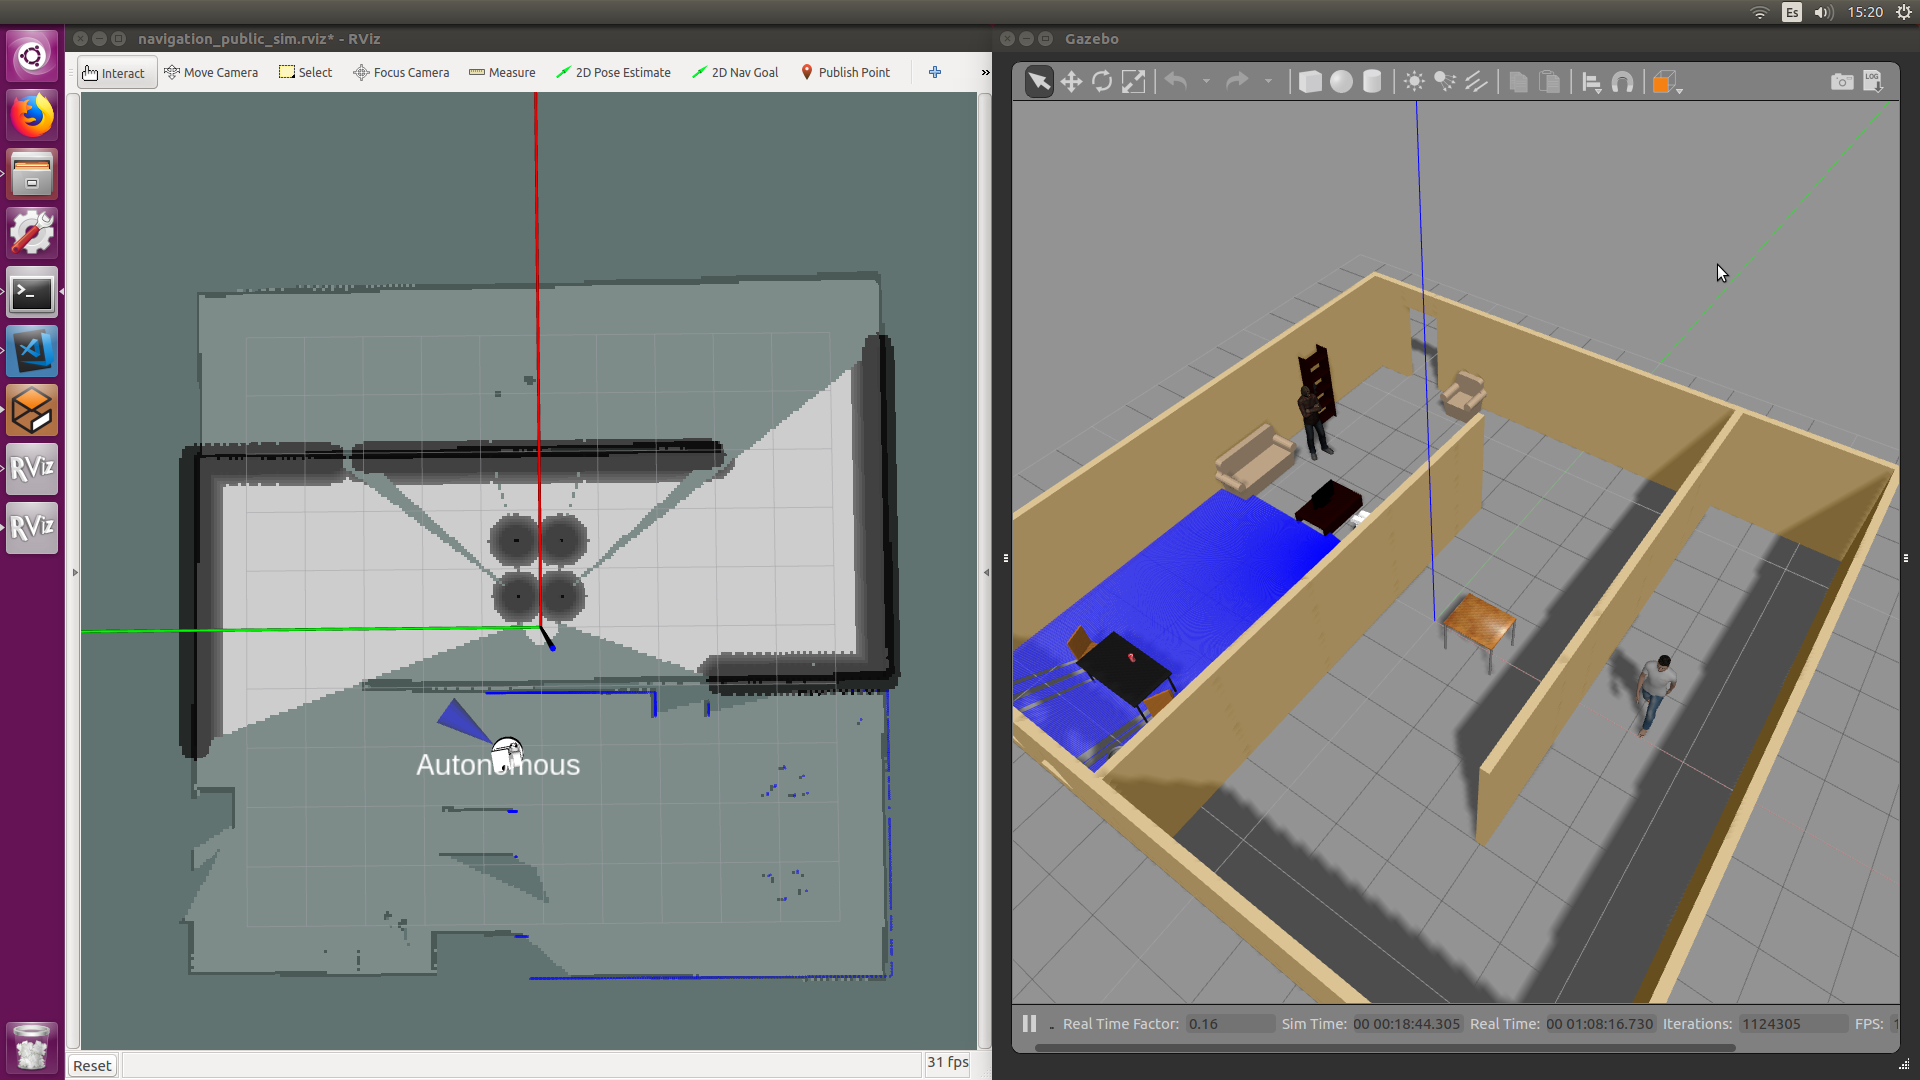 Es
15:20
navigation_public_sim.rviz* - RViz
Interact
Move Camera
Select
Focus Camera
Measure
2D Pose Estimate
2D Nav Goal
Publish Point
»
Autonomous
Reset
31 fps
RViz
RViz
Gazebo
LOG
Real Time Factor: 0.16 Sim Time: 00 00:18:44.305 Real Time: 00 01:08:16.730 Iterations: 1124305 FPS: